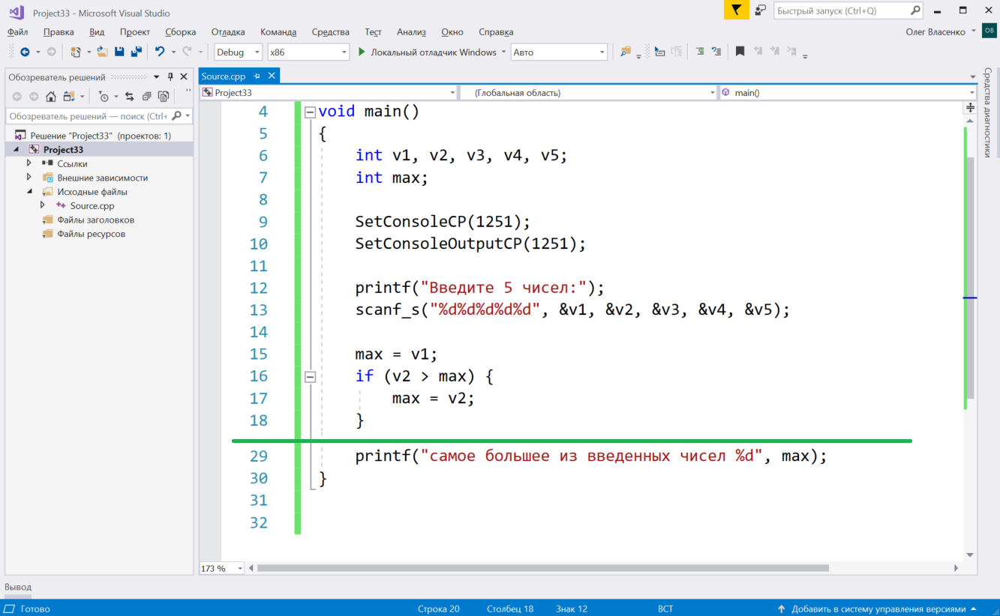 Project33 - Microsoft Visual Studio
Быстрый запуск (Ctrl+Q)
Файл Правка Вид Проект Сборка Отладка Команда Средства Тест Анализ Окно Справка
Олег Власенко ОВ
Debug x86 Локальный отладчик Windows Авто
Обозреватель решений
Source.cpp
Project33 (Глобальная область) main()
Обозреватель решений — поиск (Ctrl+
Решение "Project33" (проектов: 1)
Project33
Ссылки
Внешние зависимости
Исходные файлы
Source.cpp
Файлы заголовков
Файлы ресурсов
4 void main()
5 {
6 int v1, v2, v3, v4, v5;
7 int max;
8
9 SetConsoleCP(1251);
10 SetConsoleOutputCP(1251);
11
12 printf("Введите 5 чисел:");
13 scanf_s("%d%d%d%d%d", &v1, &v2, &v3, &v4, &v5);
14
15 max = v1;
16 if (v2 > max) {
17 max = v2;
18 }
29 printf("самое большее из введенных чисел %d", max);
30 }
31
32
173 %
Средства диагностики
Вывод
Готово Строка 20 Столбец 18 Знак 12 ВСТ Добавить в систему управления версиями